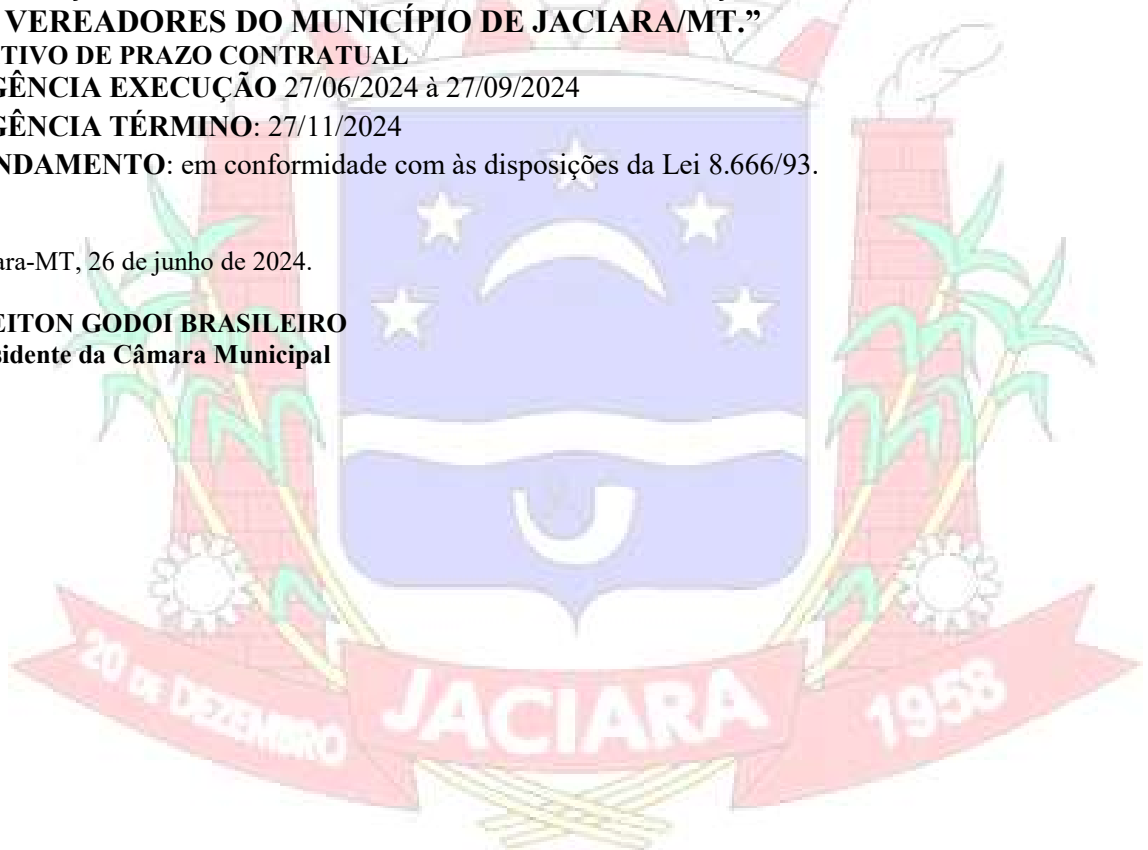 VEREADORES DO MUNICÍPIO DE JACIARA/MT.”
TIVO DE PRAZO CONTRATUAL
GÊNCIA EXECUÇÃO 27/06/2024 à 27/09/2024
GÊNCIA TÉRMINO: 27/11/2024
NDAMENTO: em conformidade com às disposições da Lei 8.666/93.
ara-MT, 26 de junho de 2024.
EITON GODOI BRASILEIRO
sidente da Câmara Municipal
20 DE DEZEMBRO JACIARA 1958